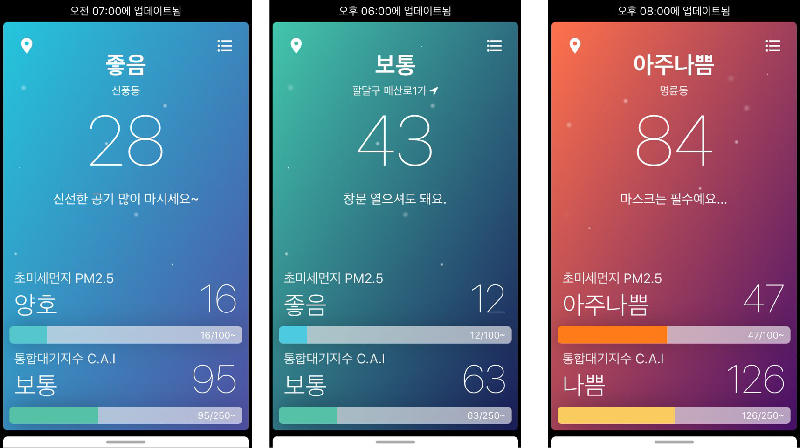 오전 07:00에 업데이트됨
좋음
신풍동
28
신선한 공기 많이 마시세요~
초미세먼지 PM2.5
양호
16
16/100~
통합대기지수 C.A.I
보통
95
95/250~
오후 06:00에 업데이트됨
보통
팔달구 매산로1가
43
창문 열으셔도 돼요.
초미세먼지 PM2.5
좋음
12
12/100~
통합대기지수 C.A.I
보통
63
63/250~
오후 08:00에 업데이트됨
아주나쁨
명륜동
84
마스크는 필수예요...
초미세먼지 PM2.5
아주나쁨
47
47/100~
통합대기지수 C.A.I
나쁨
126
126/250~